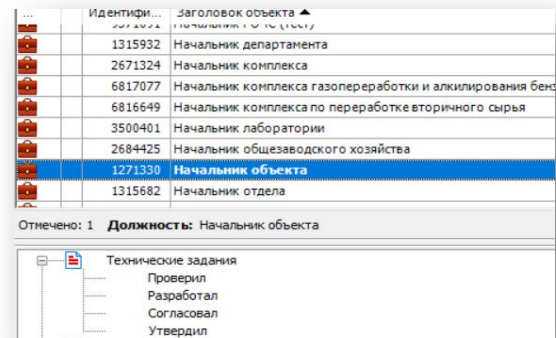 ... Идентифи... Заголовок объекта
1315932 Начальник департамента
2671324 Начальник комплекса
6817077 Начальник комплекса газопереработки и алкилирования бенз
6816649 Начальник комплекса по переработке вторичного сырья
3500401 Начальник лаборатории
2684425 Начальник общезаводского хозяйства
1271330 Начальник объекта
1315682 Начальник отдела
Отмечено: 1 Должность: Начальник объекта
Технические задания
Проверил
Разработал
Согласовал
Утвердил